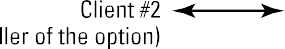 Client #2
ller of the option)